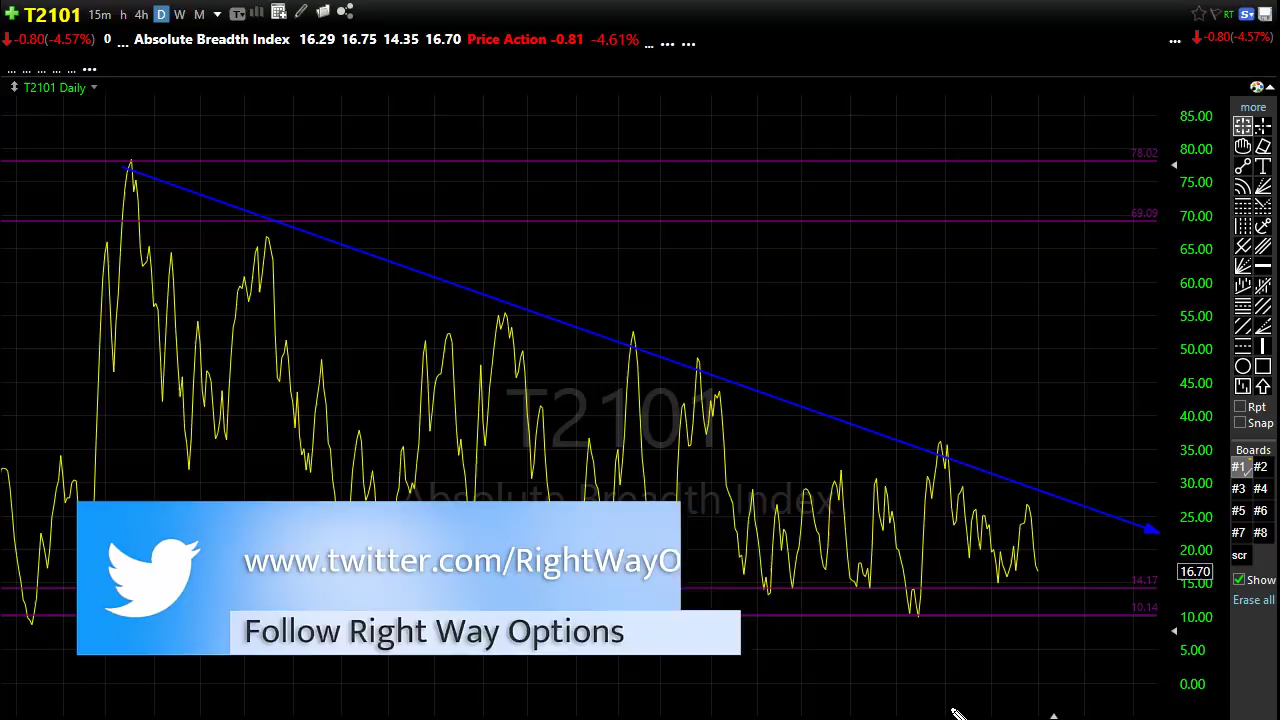 T2101 15m h 4h D W M T RT S
-0.80(-4.57%) 0 ... Absolute Breadth Index 16.29 16.75 14.35 16.70 Price Action -0.81 -4.61% ... ... ... ... -0.80(-4.57%)
... ... ... ... ... ...
T2101 Daily
more
85.00
80.00
78.02
75.00
70.00
69.09
65.00
60.00
55.00
50.00
45.00
40.00
T2101
Rpt
Snap
35.00
Boards
30.00
#1 #2
Absolute Breadth Index
#3 #4
25.00
#5 #6
#7 #8
20.00
scr
www.twitter.com/RightWayO
16.70
15.00
14.17
Show
Erase all
10.14
10.00
Follow Right Way Options
5.00
0.00